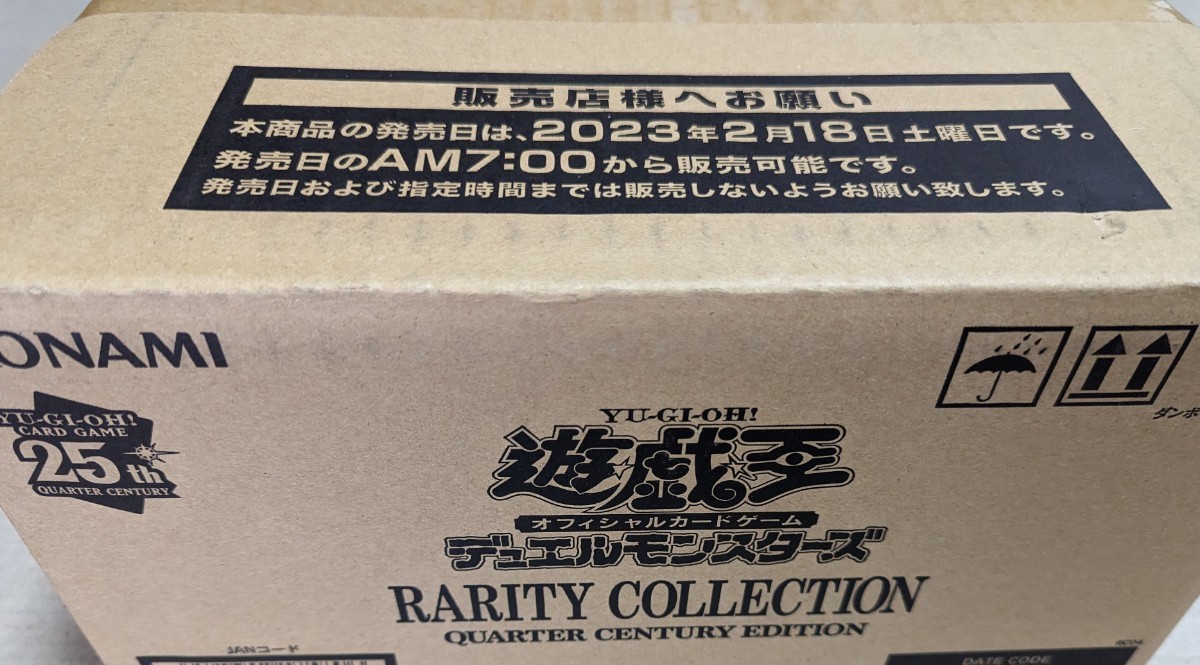 販売店様へお願い
本商品の発売日は、2023年2月18日土曜日です。
発売日のAM7:00から販売可能です。
発売日および指定時間までは販売しないようお願い致します。
KONAMI
YU-GI-OH!
CARD GAME
25th
QUARTER CENTURY
ダンボ
YU-GI-OH!
遊戯王
オフィシャルカードゲーム
デュエルモンスターズ
RARITY COLLECTION
QUARTER CENTURY EDITION
JANコード
RC04
DATE CODE